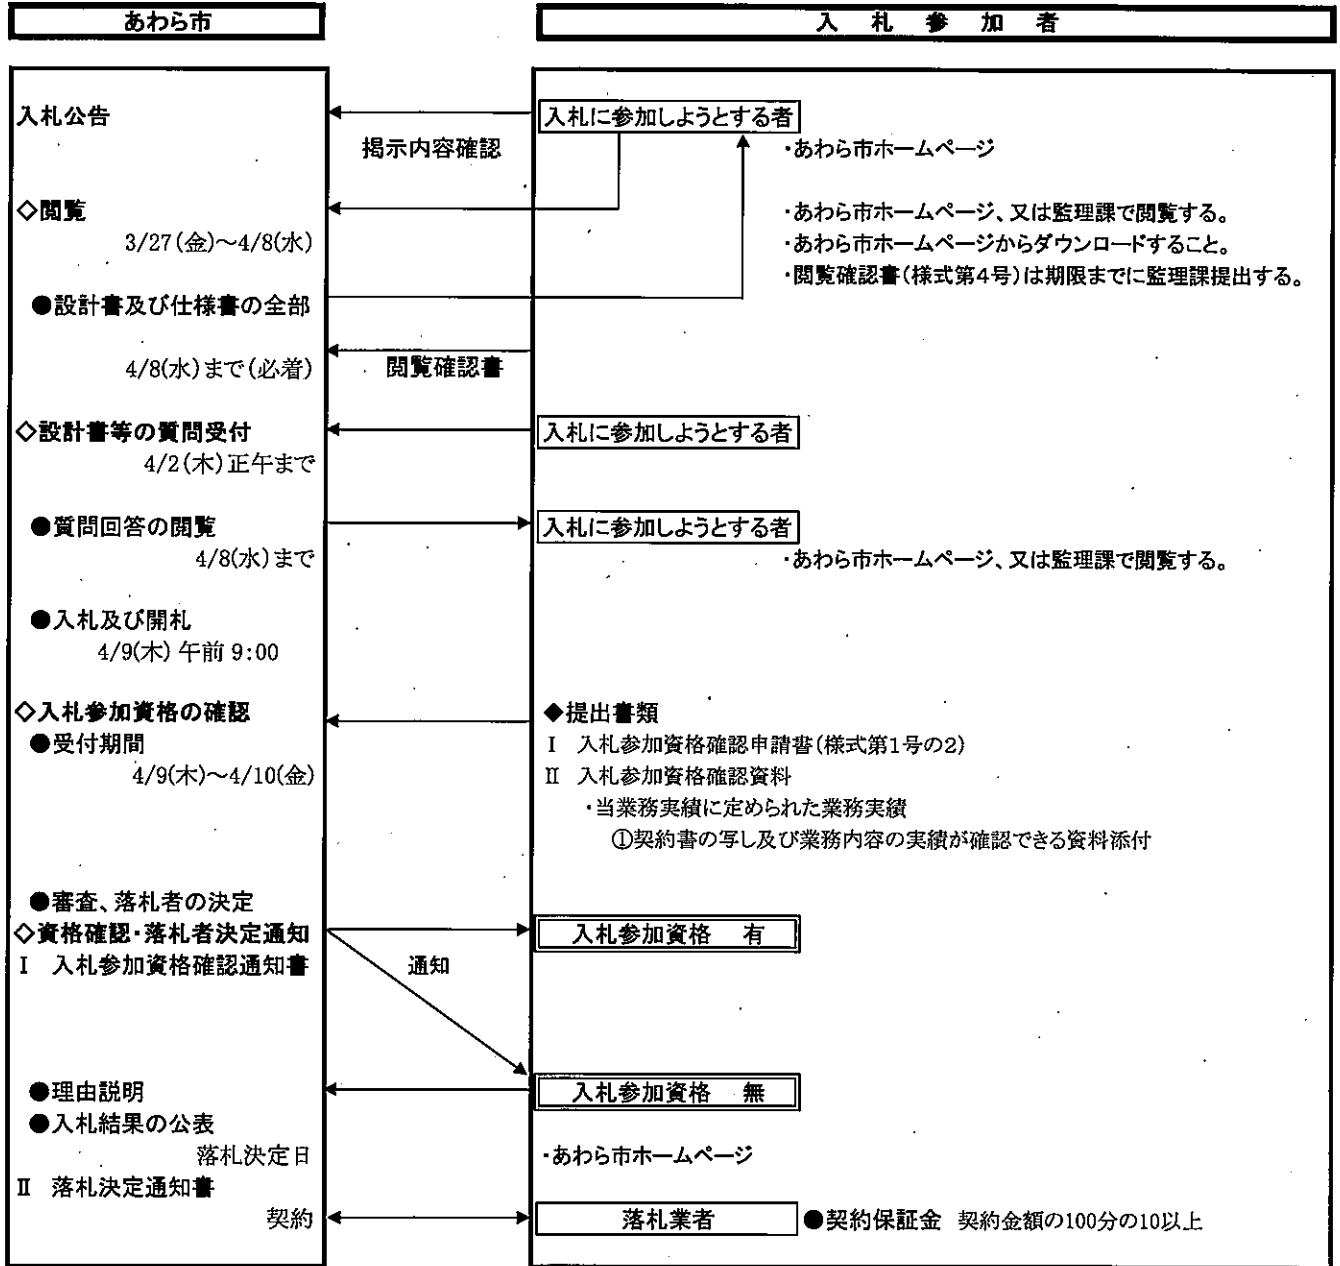 あわら市
入札参加者
入札公告
入札に参加しようとする者
掲示内容確認
・あわら市ホームページ
◇閲覧
・あわら市ホームページ、又は監理課で閲覧する。
3/27(金)～4/8(水)
・あわら市ホームページからダウンロードすること。
・閲覧確認書(様式第4号)は期限までに監理課提出する。
●設計書及び仕様書の全部
4/8(水)まで(必着)
閲覧確認書
◇設計書等の質問受付
入札に参加しようとする者
4/2(木)正午まで
●質問回答の閲覧
入札に参加しようとする者
4/8(水)まで
・あわら市ホームページ、又は監理課で閲覧する。
●入札及び開札
4/9(木) 午前 9:00
◇入札参加資格の確認
◆提出書類
●受付期間
Ⅰ 入札参加資格確認申請書(様式第1号の2)
4/9(木)～4/10(金)
Ⅱ 入札参加資格確認資料
・当業務実績に定められた業務実績
①契約書の写し及び業務内容の実績が確認できる資料添付
●審査、落札者の決定
◇資格確認・落札者決定通知
入札参加資格 有
Ⅰ 入札参加資格確認通知書
通知
●理由説明
入札参加資格 無
●入札結果の公表
落札決定日
・あわら市ホームページ
Ⅱ 落札決定通知書
契約
落札業者
●契約保証金 契約金額の100分の10以上